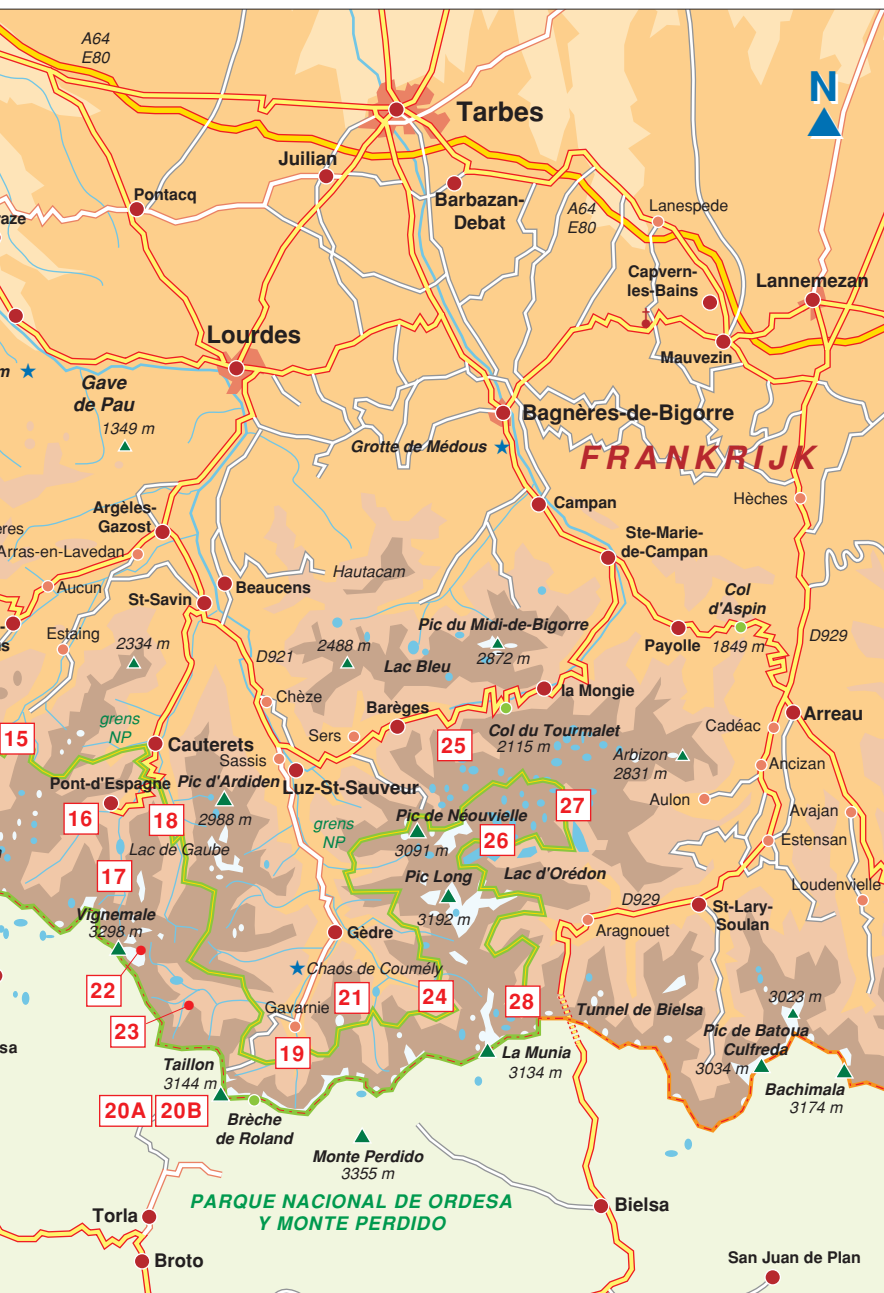 A64
E80
Tarbes
N
Juilian
Pontacq
Barbazan-
Debat
A64
E80
Lanespede
Capvern-
les-Bains
Lannemezan
Lourdes
Mauvezin
Gave
de Pau
1349 m
Bagnères-de-Bigorre
Grotte de Médous
FRANKRIJK
Hèches
Argèles-
Gazost
Campan
Arras-en-Lavedan
Ste-Marie-
de-Campan
Hautacam
Aucun
Beaucens
St-Savin
Col
d'Aspin
1849 m
Estaing
2334 m
D921
2488 m
Pic du Midi-de-Bigorre
2872 m
Lac Bleu
Payolle
D929
Chèze
la Mongie
Barèges
Arreau
grens
NP
15
Cauterets
Sers
25
Col du Tourmalet
2115 m
Cadéac
Sassis
Arbizon
2831 m
Ancizan
Pont-d'Espagne
Pic d'Ardiden
2988 m
Luz-St-Sauveur
Aulon
16
18
grens
NP
Pic de Néouvielle
3091 m
27
26
Avajan
Estensan
Lac de Gaube
17
Pic Long
3192 m
Lac d'Orédon
Loudenvielle
D929
Vignemale
3298 m
St-Lary-
Soulan
Gèdre
Aragnouet
Chaos de Coumély
22
21
24
28
Gavarnie
3023 m
23
Tunnel de Bielsa
Pic de Batoua
Culfreda
3034 m
19
La Munia
3134 m
Taillon
3144 m
Bachimala
3174 m
20A
20B
Brèche
de Roland
Monte Perdido
3355 m
PARQUE NACIONAL DE ORDESA
Y MONTE PERDIDO
Torla
Bielsa
Broto
San Juan de Plan